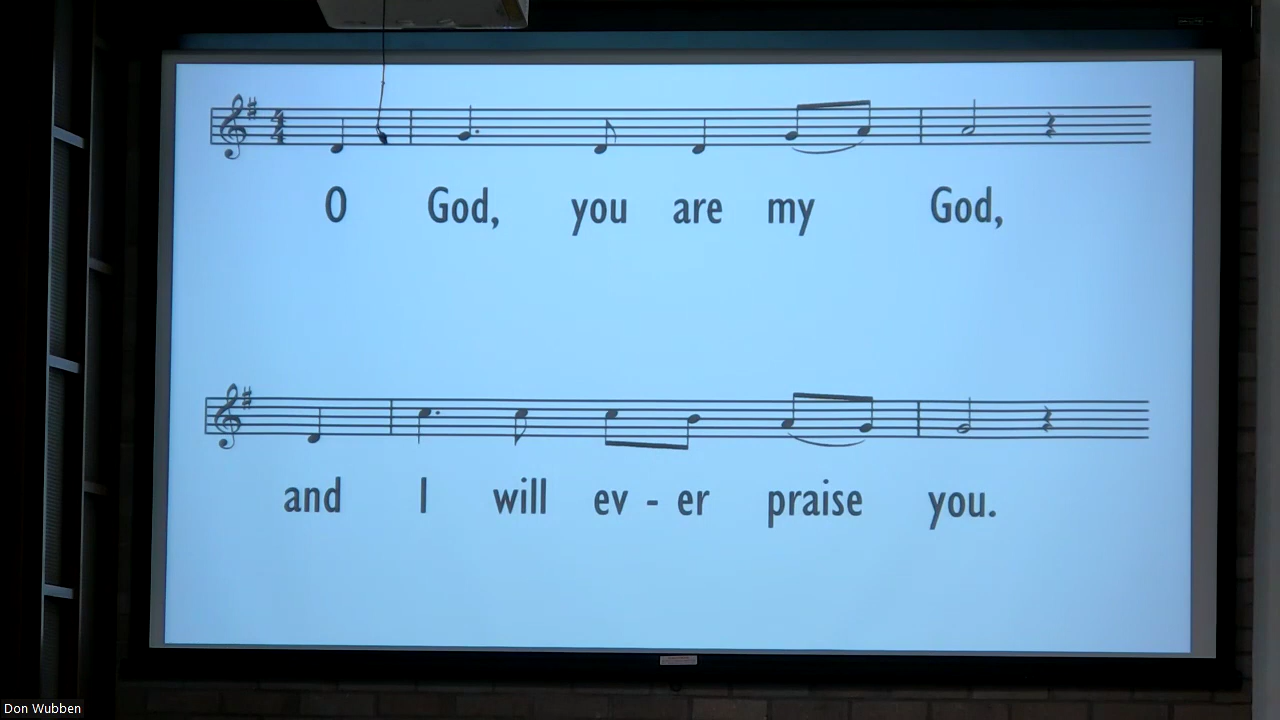 O God, you are my God,
and I will ev - er praise you.
Don Wubben